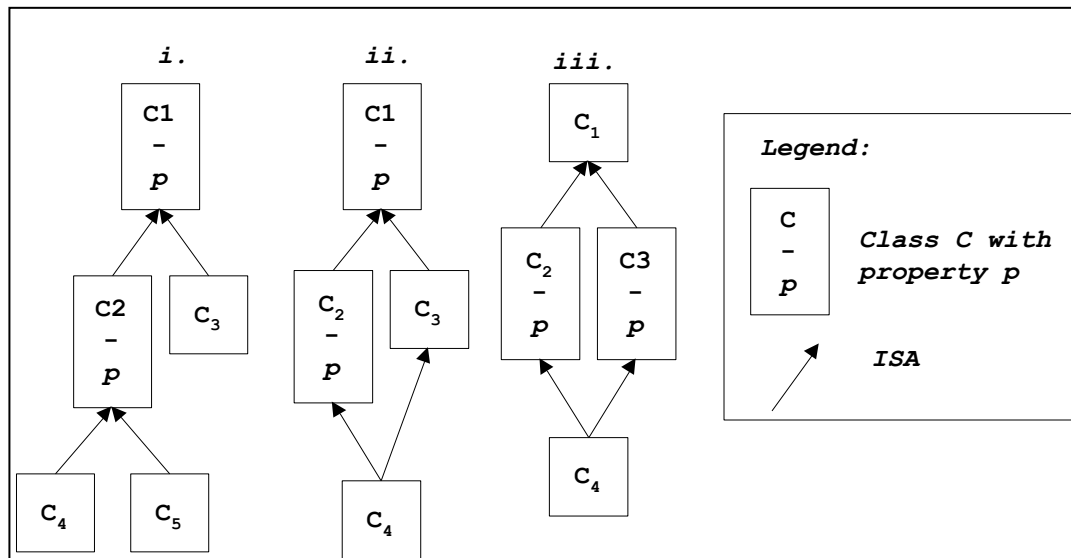 i.
C1
-
p
C2
-
p
C₃
C₄
C₅
ii.
C1
-
p
C₂
-
p
C₃
C₄
iii.
C₁
C₂
-
p
C3
-
p
C₄
Legend:
C
-
p
Class C with
property p
ISA